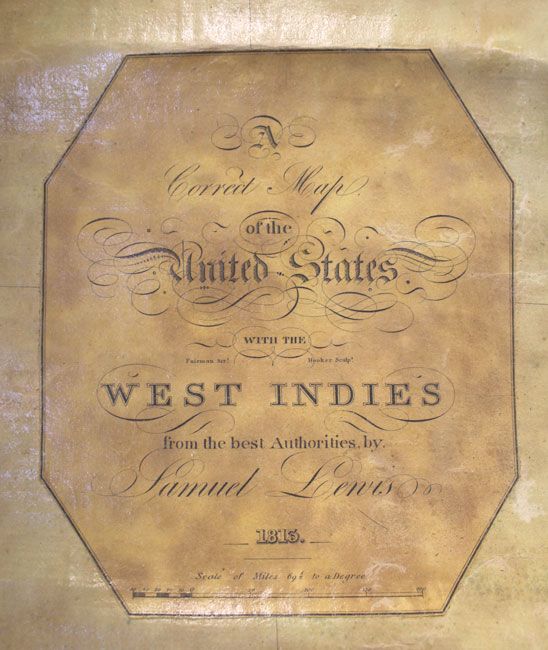 A
Correct Map
of the
United States
WITH THE
Fairman Scr.t Hooker Sculp.t
WEST INDIES
from the best Authorities, by.
Samuel Lewis
1815.
Scale of Miles 69½ to a Degree